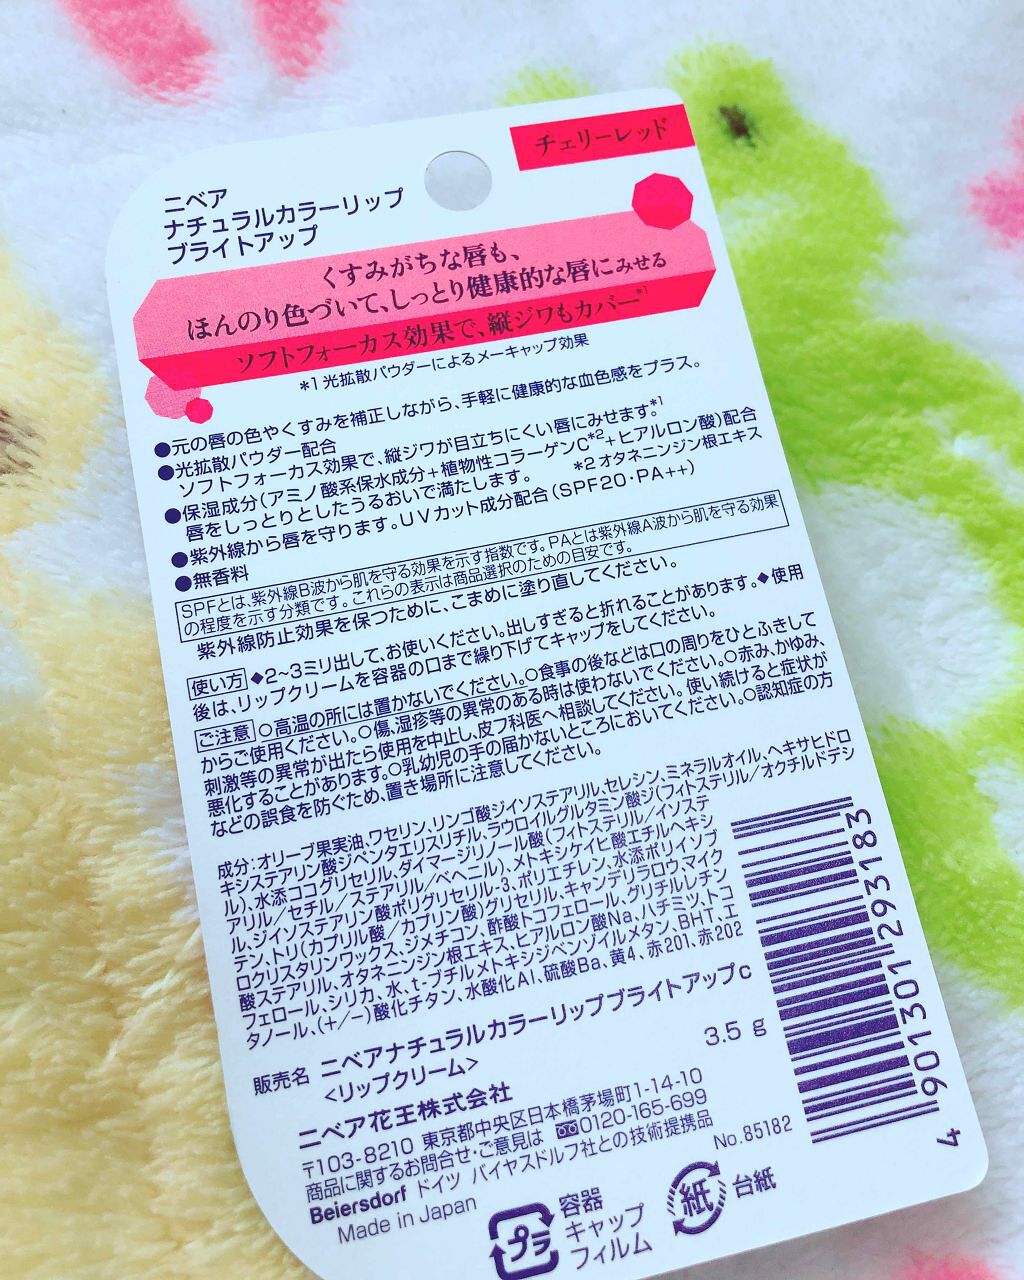 チェリーレッド
ニベア
ナチュラルカラーリップ
ブライトアップ
くすみがちな唇も、
ほんのり色づいて、しっとり健康的な唇にみせる
ソフトフォーカス効果で、縦ジワもカバー*1
*1 光拡散パウダーによるメーキャップ効果
●元の唇の色やくすみを補正しながら、手軽に健康的な血色感をプラス。
●光拡散パウダー配合
ソフトフォーカス効果で、縦ジワが目立ちにくい唇にみせます。*1
●保湿成分(アミノ酸系保水成分+植物性コラーゲンC*2+ヒアルロン酸)配合
唇をしっとりとしたうるおいで満たします。 *2 オタネニンジン根エキス
●紫外線から唇を守ります。UVカット成分配合(SPF20・PA++)
●無香料
SPFとは、紫外線B波から肌を守る効果を示す指数です。PAとは紫外線A波から肌を守る効果
の程度を示す分類です。これらの表示は商品選択のための目安です。
紫外線防止効果を保つために、こまめに塗り直してください。
使い方 ◆2~3ミリ出して、お使いください。出しすぎると折れることがあります。◆使用
後は、リップクリームを容器の口まで繰り下げてキャップをしてください。
ご注意 ○高温の所には置かないでください。○食事の後などは口の周りをひとふきして
からご使用ください。○傷、湿疹等の異常のある時は使わないでください。○赤み、かゆみ、
刺激等の異常が出たら使用を中止し、皮フ科医へ相談してください。使い続けると症状が
悪化することがあります。○乳幼児の手の届かないところにおいてください。○認知症の方
などの誤食を防ぐため、置き場所に注意してください。
成分:オリーブ果実油、ワセリン、リンゴ酸ジイソステアリル、セレシン、ミネラルオイル、ヘキサヒドロ
キシステアリン酸ジペンタエリスリチル、ラウロイルグルタミン酸ジ(フィトステリル/オクチルドデシ
ル)、水添ココグリセリル、ダイマージリノール酸(フィトステリル/イソステ
アリル/セチル/ステアリル/ベヘニル)、メトキシケイヒ酸エチルヘキシ
ル、ジイソステアリン酸ポリグリセリル-3、ポリエチレン、水添ポリイソブ
テン、トリ(カプリル酸/カプリン酸)グリセリル、キャンデリラロウ、マイク
ロクリスタリンワックス、ジメチコン、酢酸トコフェロール、グリチルレチン
酸ステアリル、オタネニンジン根エキス、ヒアルロン酸Na、ハチミツ、トコ
フェロール、シリカ、水、t-ブチルメトキシジベンゾイルメタン、BHT、エ
タノール、(+/-)酸化チタン、水酸化Al、硫酸Ba、黄4、赤201、赤202
販売名 ニベアナチュラルカラーリップブライトアップc
<リップクリーム> 3.5 g
ニベア花王株式会社
〒103-8210 東京都中央区日本橋茅場町1-14-10
商品に関するお問合せ・ご意見は 0120-165-699
Beiersdorf ドイツ バイヤスドルフ社との技術提携品
Made in Japan No.85182
プラ 容器
キャップ
フィルム
紙 台紙
4 901301 293183